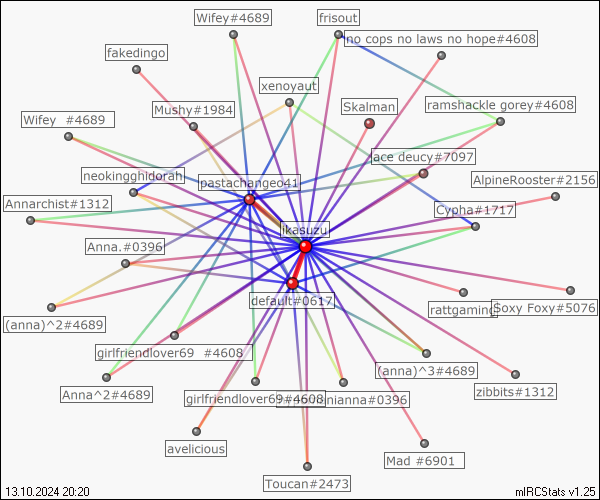 Wifey#4689
frisout
no cops no laws no hope#4608
fakedingo
xenoyaut
Skalman
ramshackle gorey#4608
Mushy#1984
Wifey #4689
ace deucy#7097
neokingghidorah
pastachangeo41
AlpineRooster#2156
Annarchist#1312
Cypha#1717
ikasuzu
Anna.#0396
default#0617
rattgaming
Soxy Foxy#5076
(anna)^2#4689
girlfriendlover69 #4608
(anna)^3#4689
Anna^2#4689
girlfriendlover69#4608
nianna#0396
zibbits#1312
avelicious
Mad #6901
Toucan#2473
13.10.2024 20:20
mIRCStats v1.25